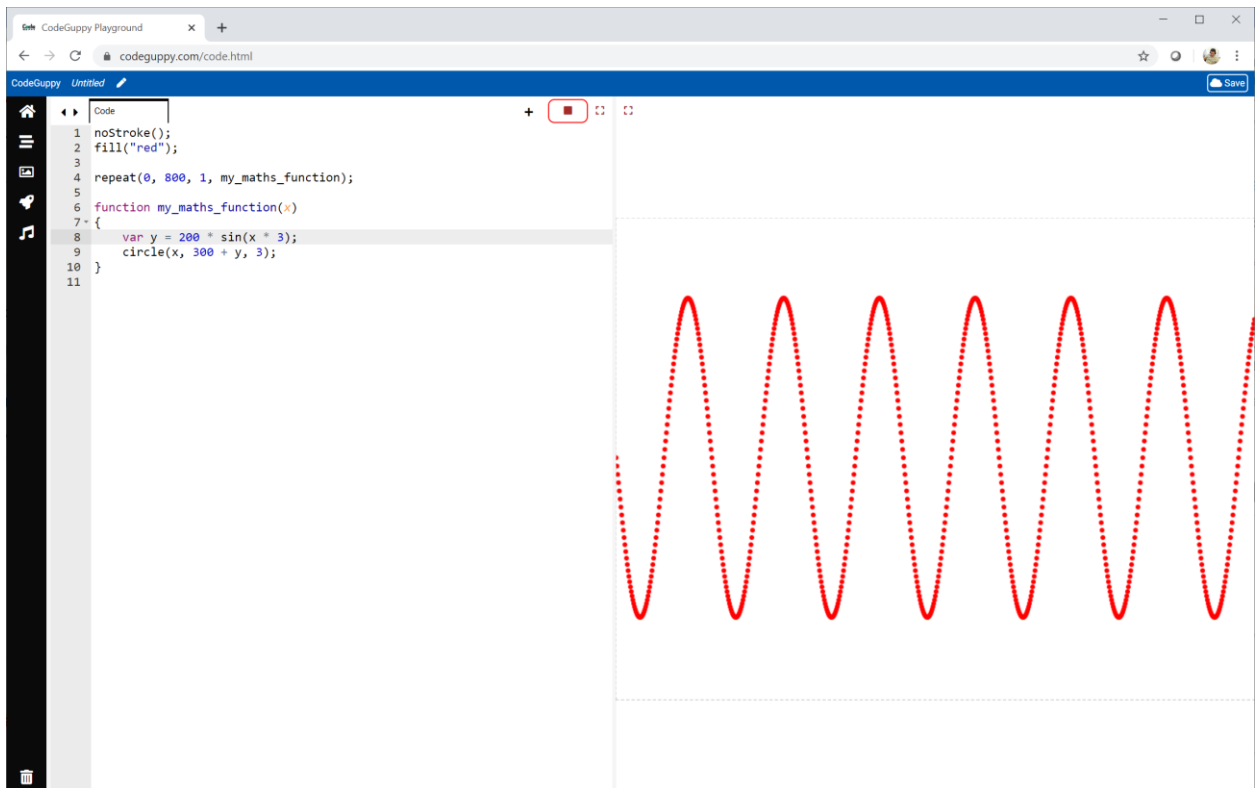 Code CodeGuppy Playground
codeguppy.com/code.html
CodeGuppy Untitled
Save
Code
1 noStroke();
2 fill("red");
3
4 repeat(0, 800, 1, my_maths_function);
5
6 function my_maths_function(x)
7 {
8 var y = 200 * sin(x * 3);
9 circle(x, 300 + y, 3);
10 }
11